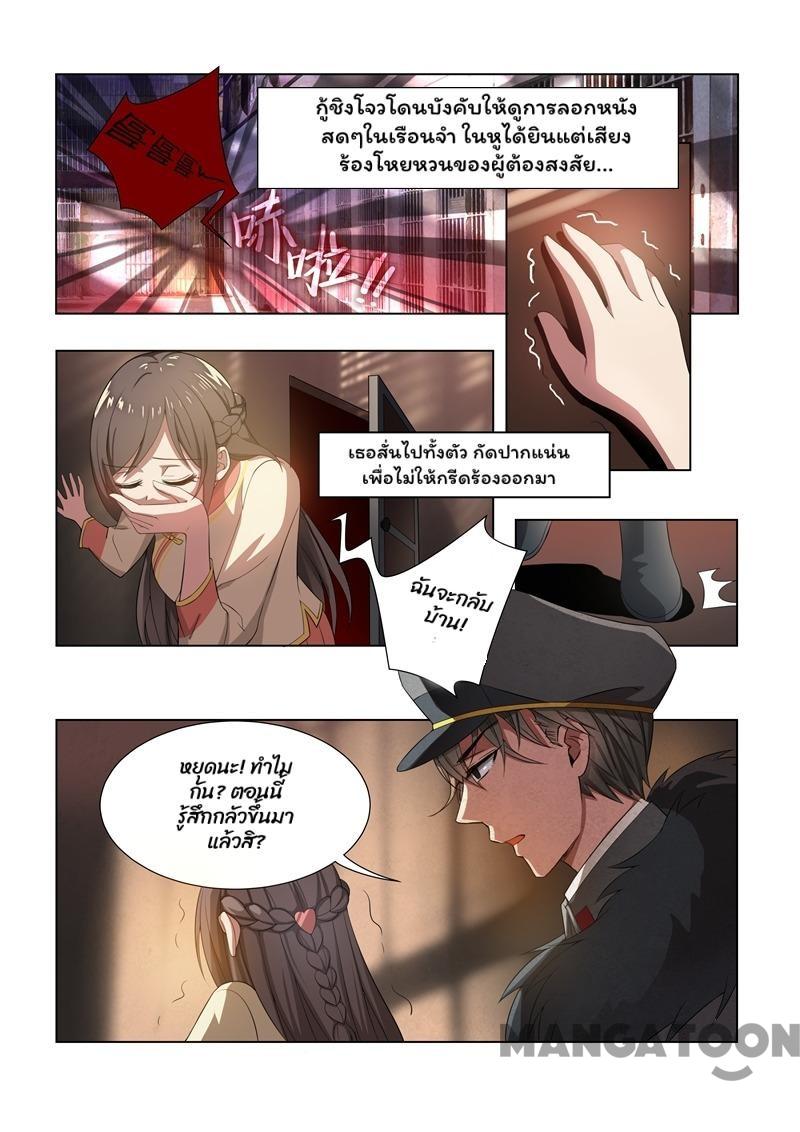 กู้ชิงโจวโดนบังคับให้ดูการลอกหนัง
สดๆในเรือนจำ ในหูได้ยินแต่เสียง
ร้องโหยหวนของผู้ต้องสงสัย...
哧
啦!!
เธอสั่นไปทั้งตัว กัดปากแน่น
เพื่อไม่ให้กรีดร้องออกมา
ฉันจะกลับ
บ้าน!
หยุดนะ! ทำไม
กัน? ตอนนี้
รู้สึกกลัวขึ้นมา
แล้วสิ?
MANGATOON